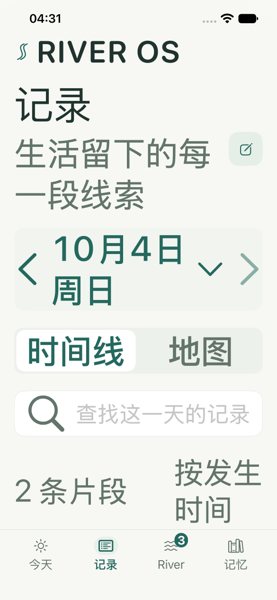 04:31
RIVER OS
记录
生活留下的每
一段线索
10月4日
周日
时间线 地图
查找这一天的记录
2 条片段
按发生
时间
3
今天 记录 River 记忆